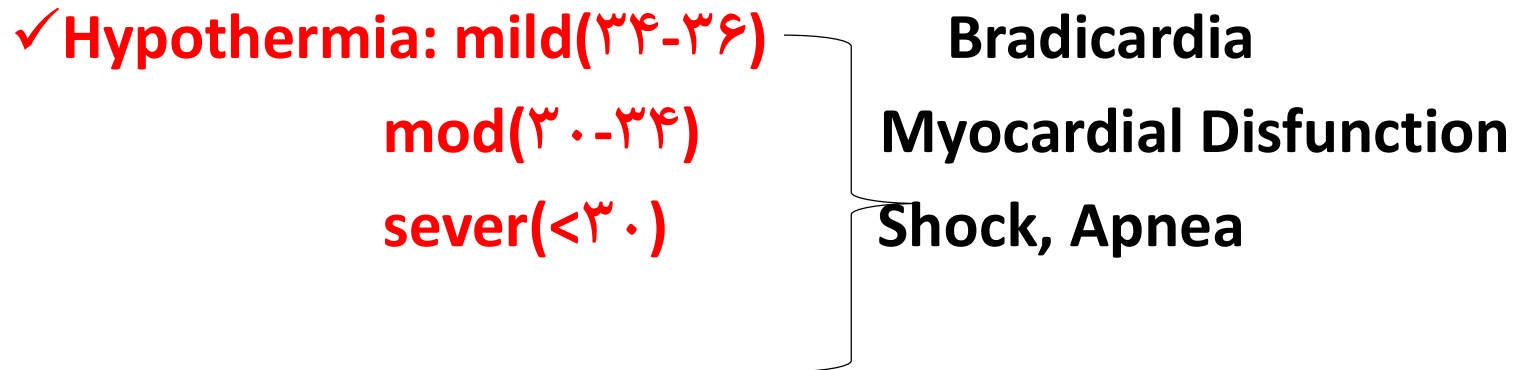 ✓Hypothermia: mild(۳۴-۳۶) Bradicardia
mod(۳۰-۳۴) Myocardial Disfunction
sever(<۳۰) Shock, Apnea